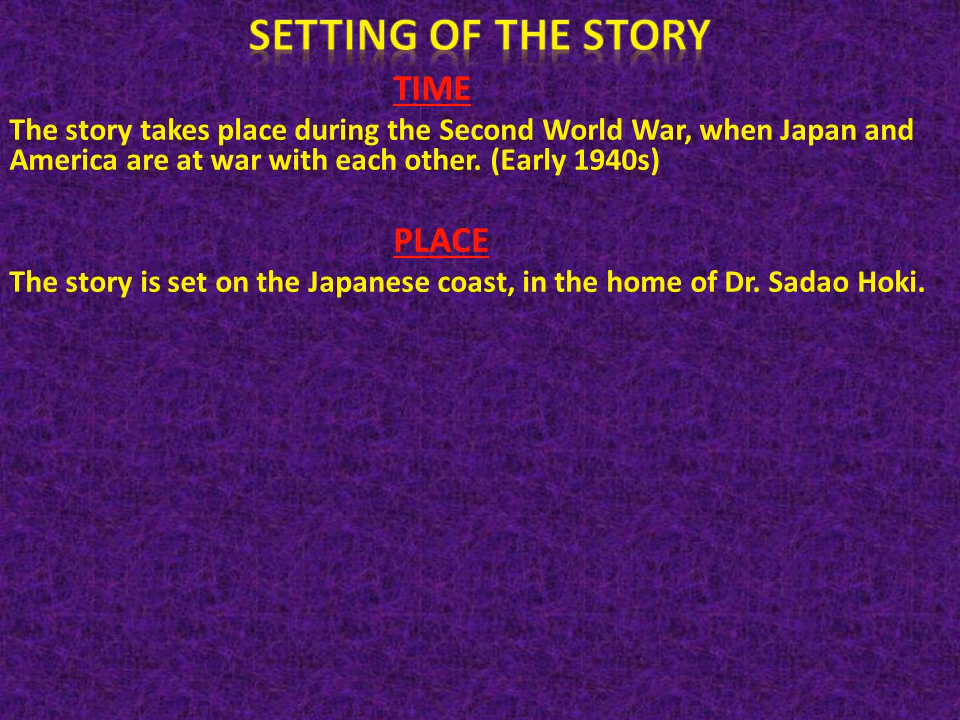 SETTING OF THE STORY
TIME
The story takes place during the Second World War, when Japan and
America are at war with each other. (Early 1940s)
PLACE
The story is set on the Japanese coast, in the home of Dr. Sadao Hoki.